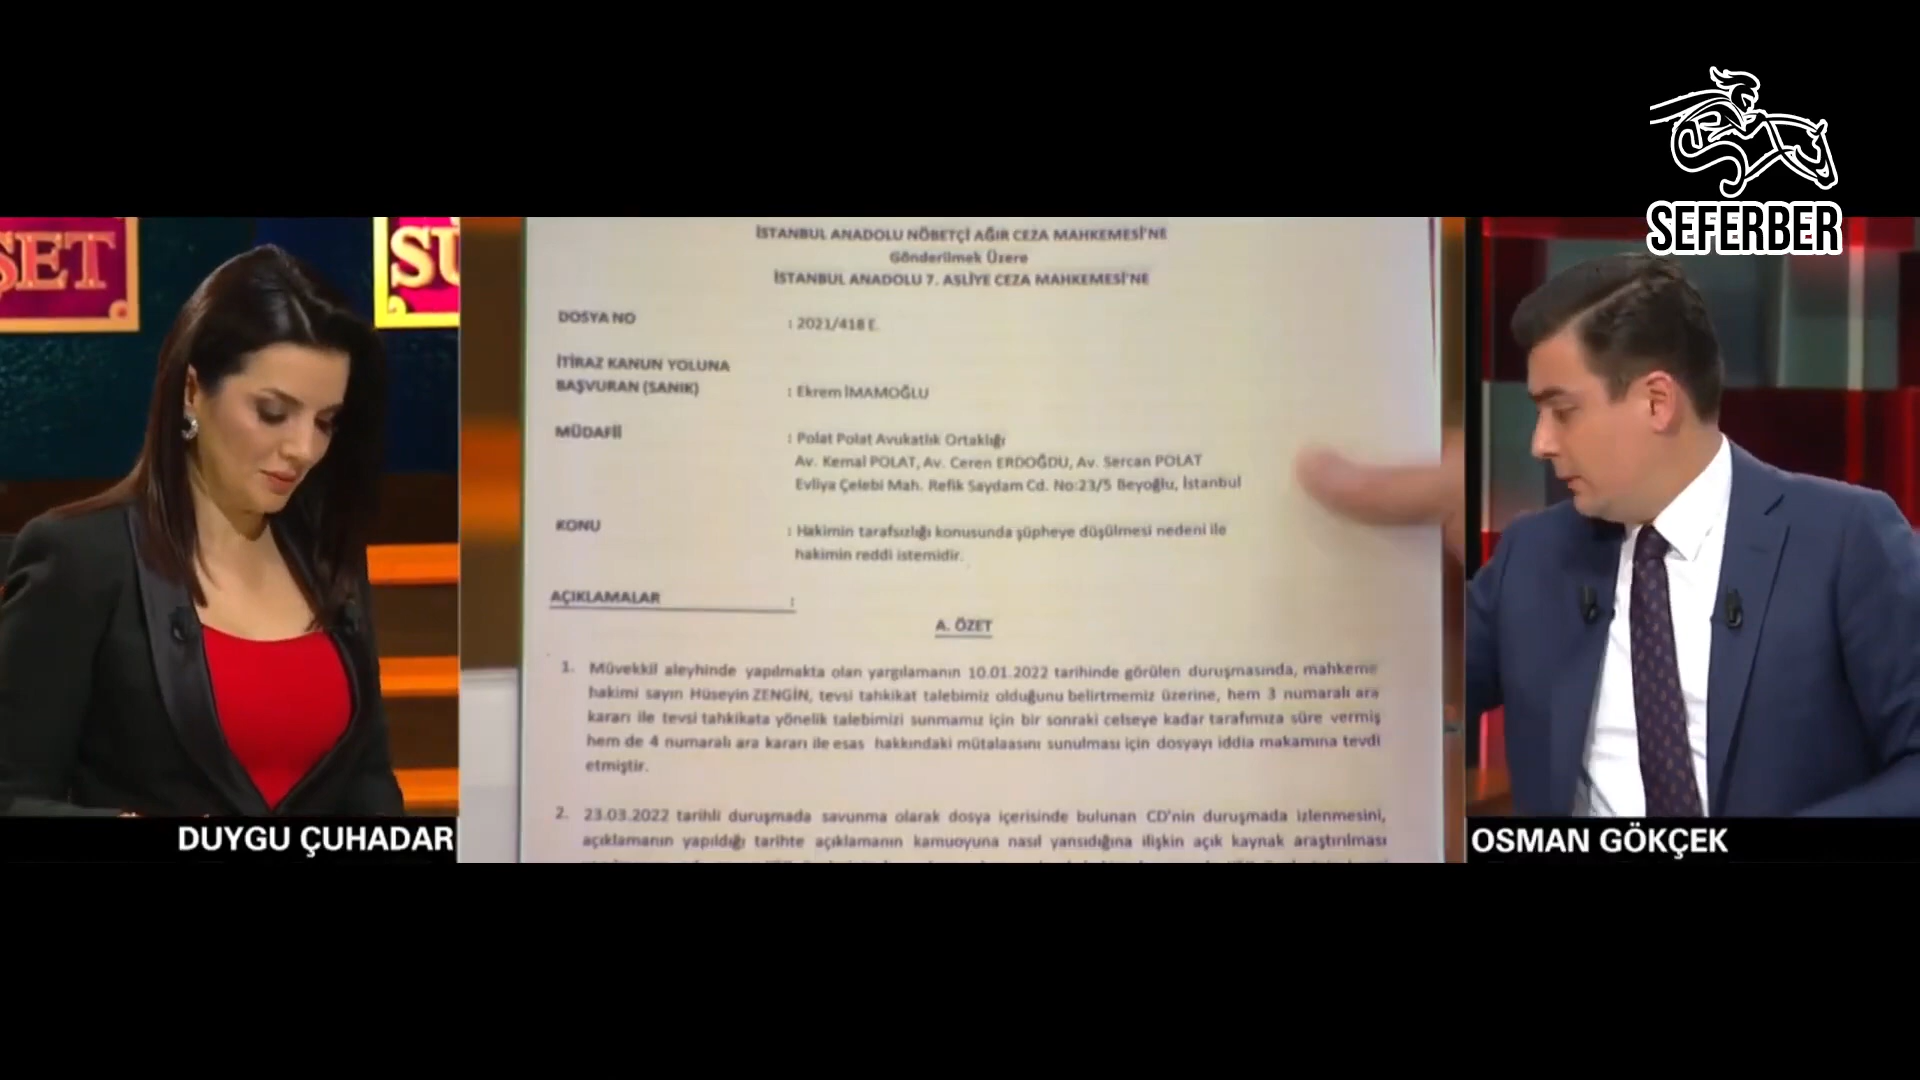 SEFERBER
ŞET
SÜ
İSTANBUL ANADOLU NÖBETÇİ AĞIR CEZA MAHKEMESİ'NE
Gönderilmek Üzere
İSTANBUL ANADOLU 7. ASLİYE CEZA MAHKEMESİ'NE
DOSYA NO : 2021/418 E.
İTİRAZ KANUN YOLUNA
BAŞVURAN (SANIK) : Ekrem İMAMOĞLU
MÜDAFİİ : Polat Polat Avukatlık Ortaklığı
Av. Kemal POLAT, Av. Ceren ERDOĞDU, Av. Sercan POLAT
Evliya Çelebi Mah. Refik Saydam Cd. No:23/5 Beyoğlu, İstanbul
KONU : Hakimin tarafsızlığı konusunda şüpheye düşülmesi nedeni ile
hakimin reddi istemidir.
AÇIKLAMALAR :
A. ÖZET
1. Müvekkil aleyhinde yapılmakta olan yargılamanın 10.01.2022 tarihinde görülen duruşmasında, mahkeme
hakimi sayın Hüseyin ZENGİN, tevsi tahkikat talebimiz olduğunu belirtmemiz üzerine, hem 3 numaralı ara
kararı ile tevsi tahkikata yönelik talebimizi sunmamız için bir sonraki celseye kadar tarafımıza süre vermiş
hem de 4 numaralı ara kararı ile esas hakkındaki mütalaasını sunulması için dosyayı iddia makamına tevdi
etmiştir.
2. 23.03.2022 tarihli duruşmada savunma olarak dosya içerisinde bulunan CD'nin duruşmada izlenmesini,
açıklamanın yapıldığı tarihte açıklamanın kamuoyuna nasıl yansıdığına ilişkin açık kaynak araştırılması
DUYGU ÇUHADAR
OSMAN GÖKÇEK